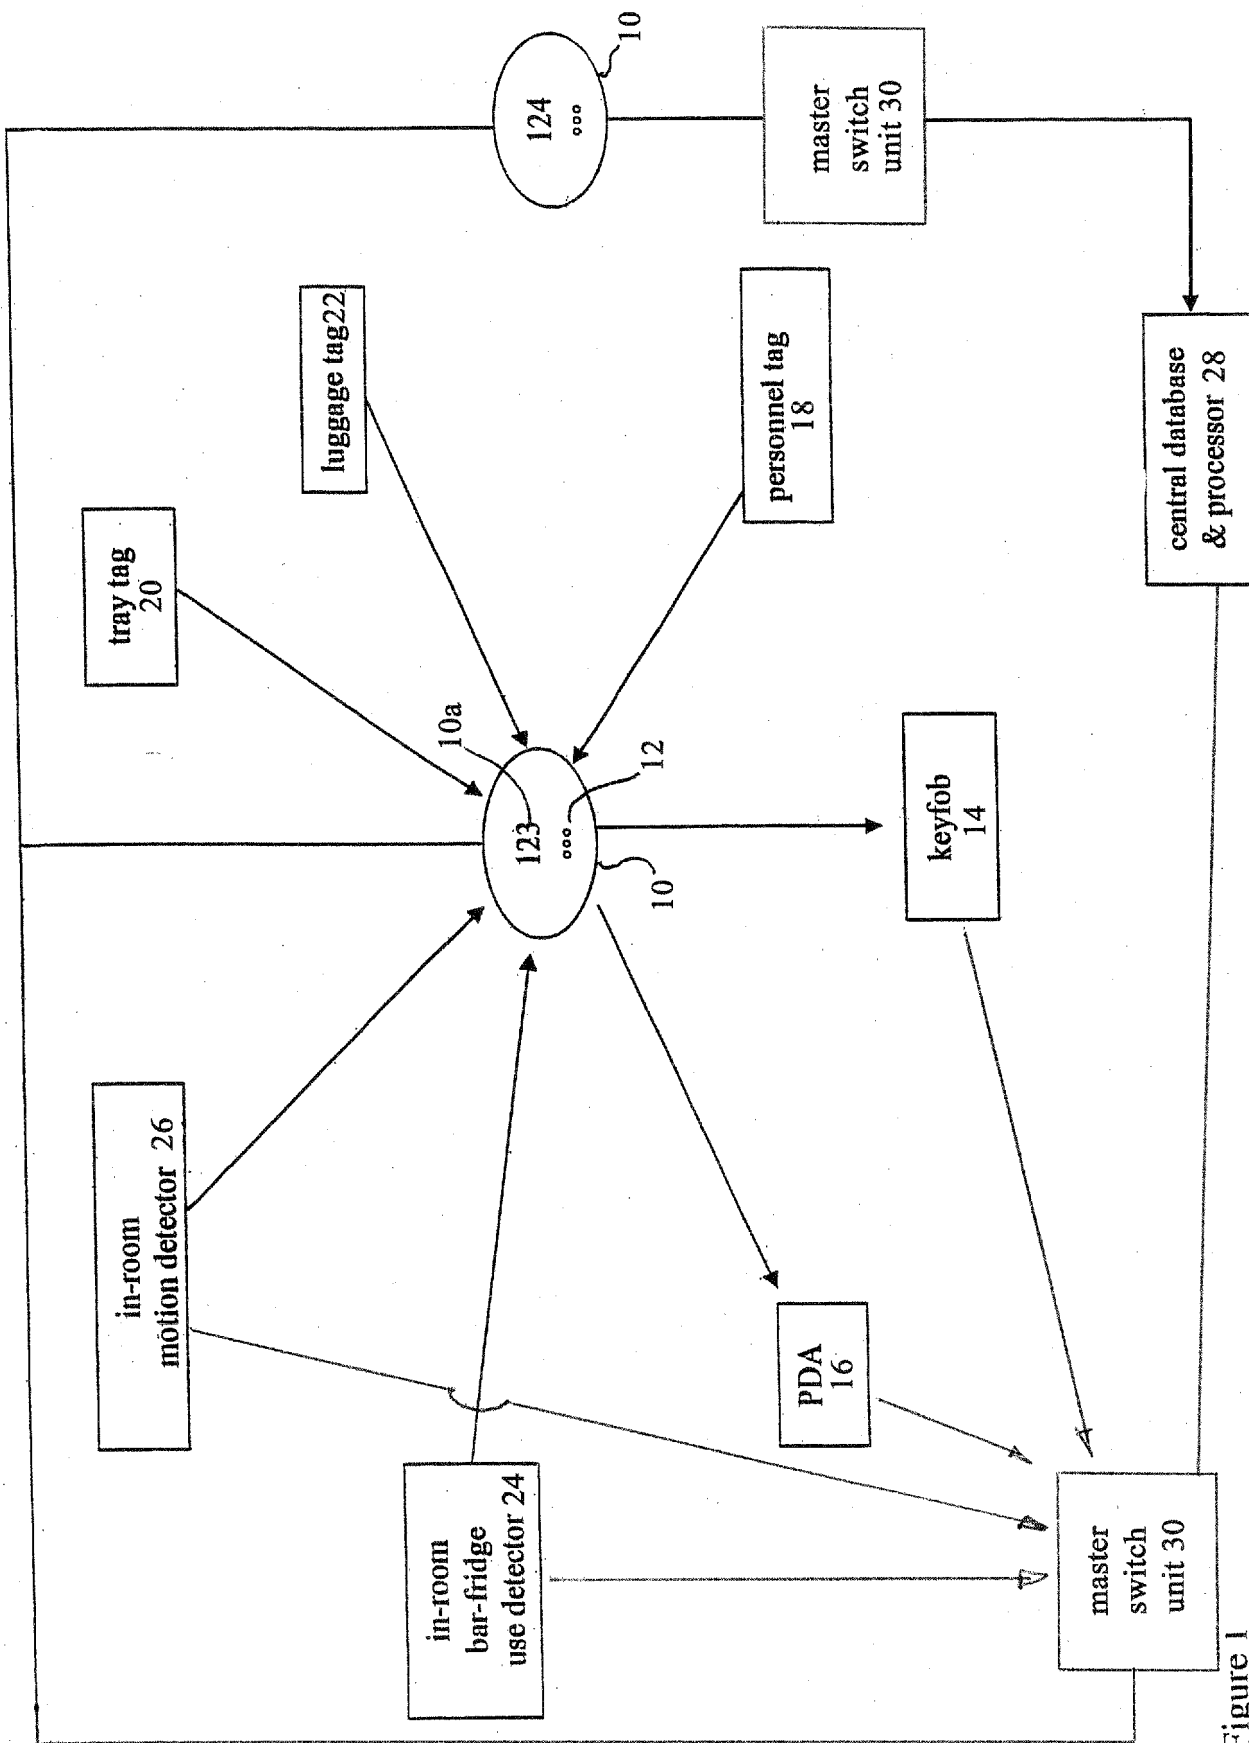 in-room
motion detector 26
tray tag
20
luggage tag22
124
10
in-room
bar-fridge
use detector 24
10a
123
12
10
personnel tag
18
master
switch
unit 30
PDA
16
keyfob
14
master
switch
unit 30
central database
& processor 28
Figure 1